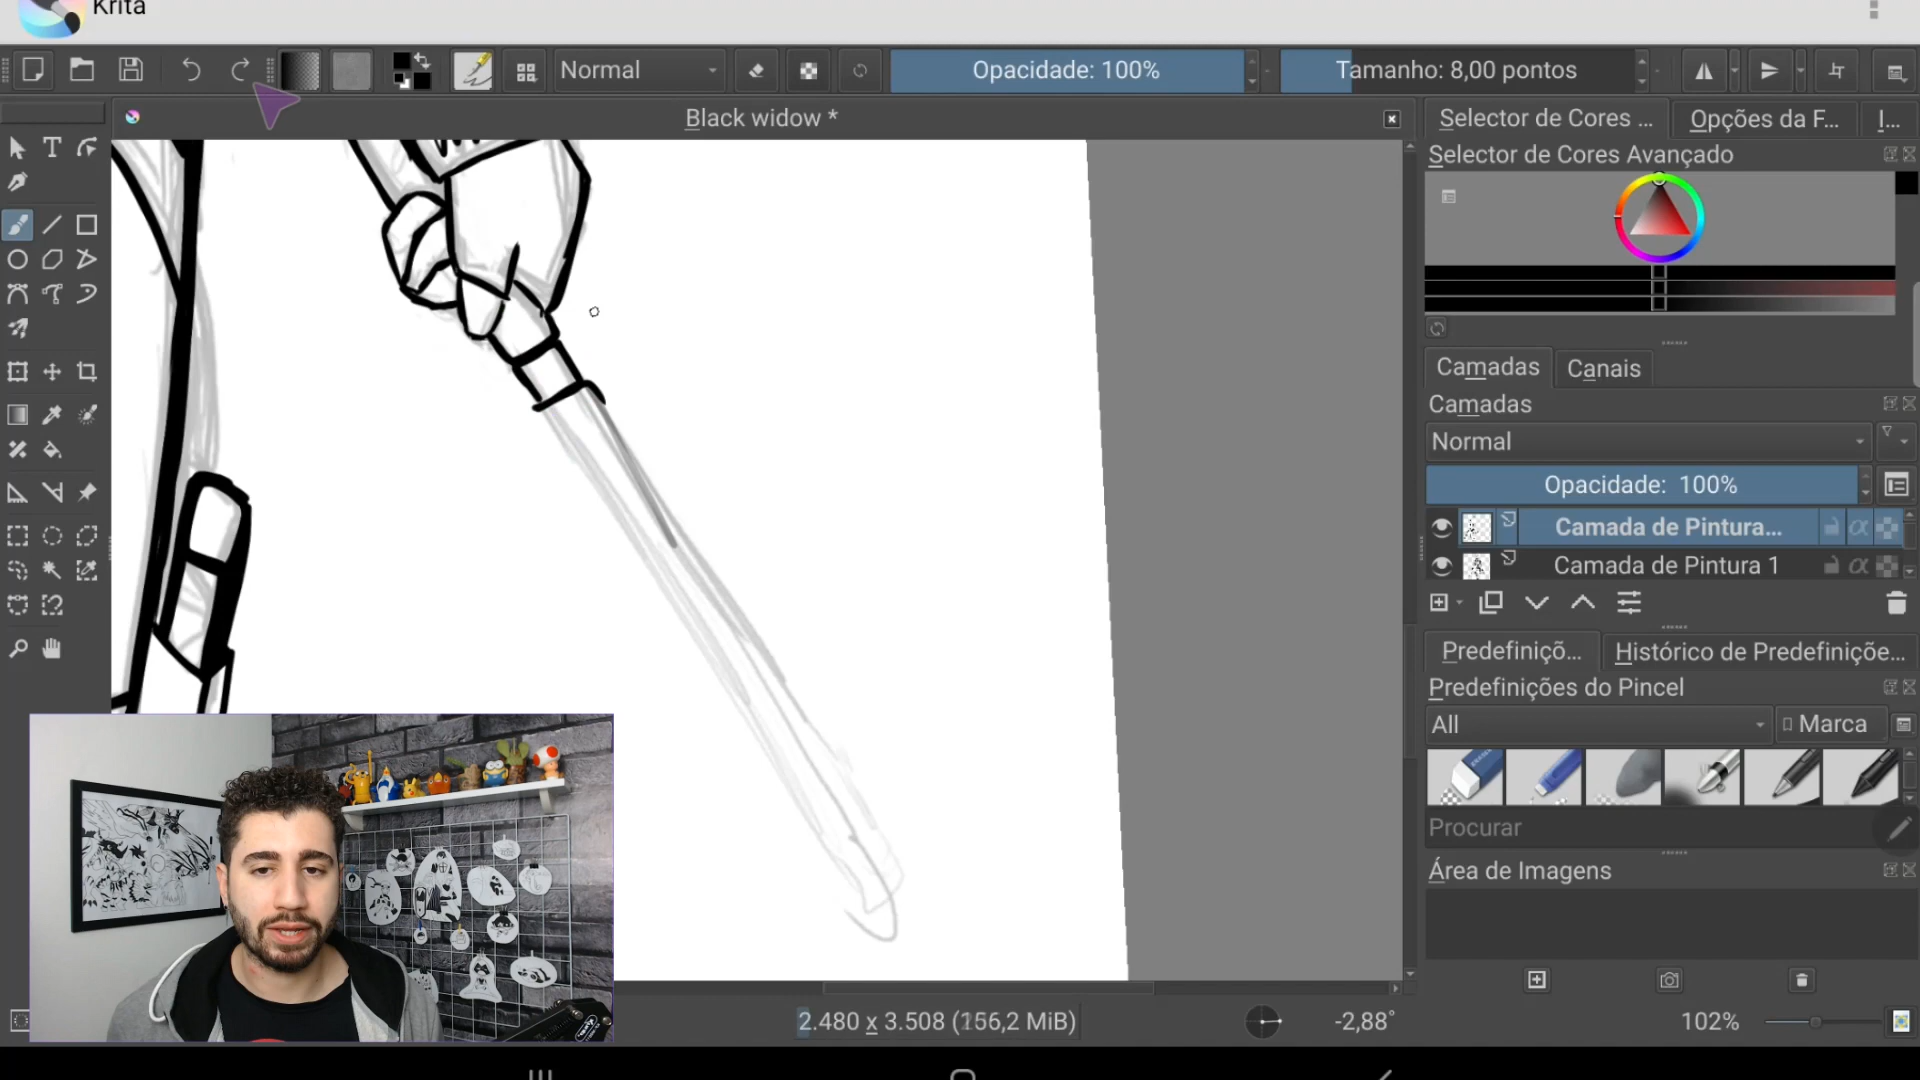 Krita
Normal
Opacidade: 100%
Tamanho: 8,00 pontos
Black widow *
Selector de Cores ...
Opções da F...
I...
Selector de Cores Avançado
Camadas
Canais
Camadas
Normal
Opacidade: 100%
Camada de Pintura...
Camada de Pintura 1
Predefiniçõ...
Histórico de Predefiniçõe...
Predefinições do Pincel
All
Marca
Procurar
Área de Imagens
2.480 x 3.508 (156,2 MiB)
-2,88°
102%